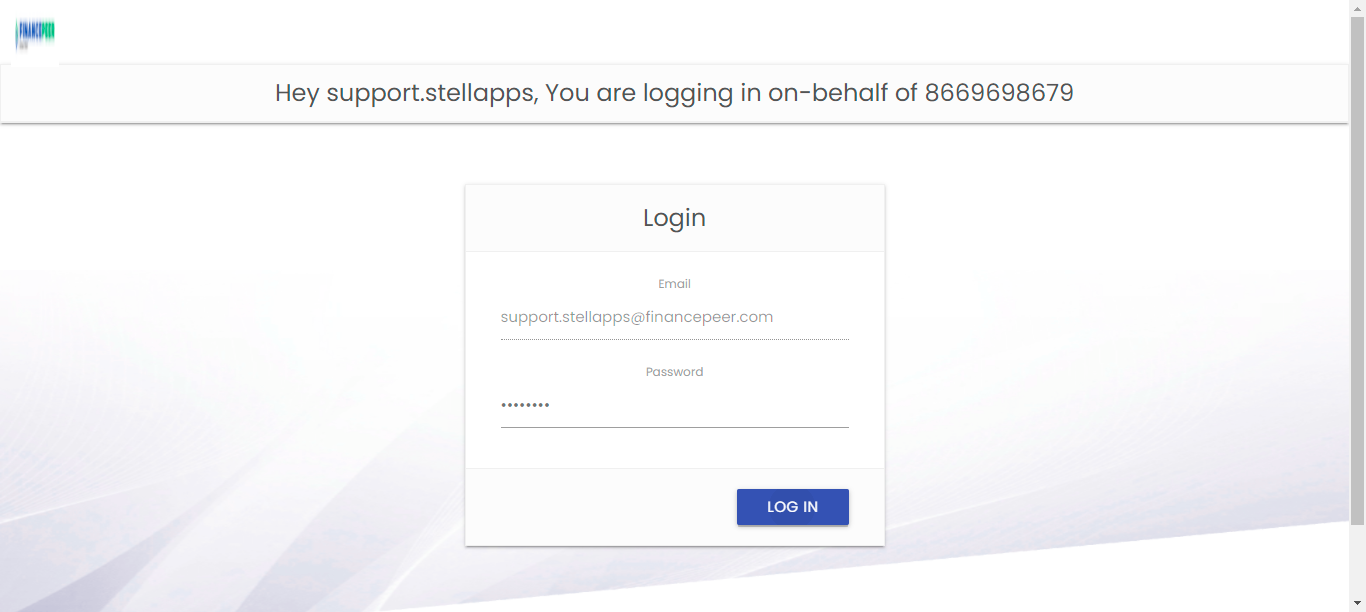 FINANCEPEER
Hey support.stellapps, You are logging in on-behalf of 8669698679
Login
Email
support.stellapps@financepeer.com
Password
••••••••
LOG IN